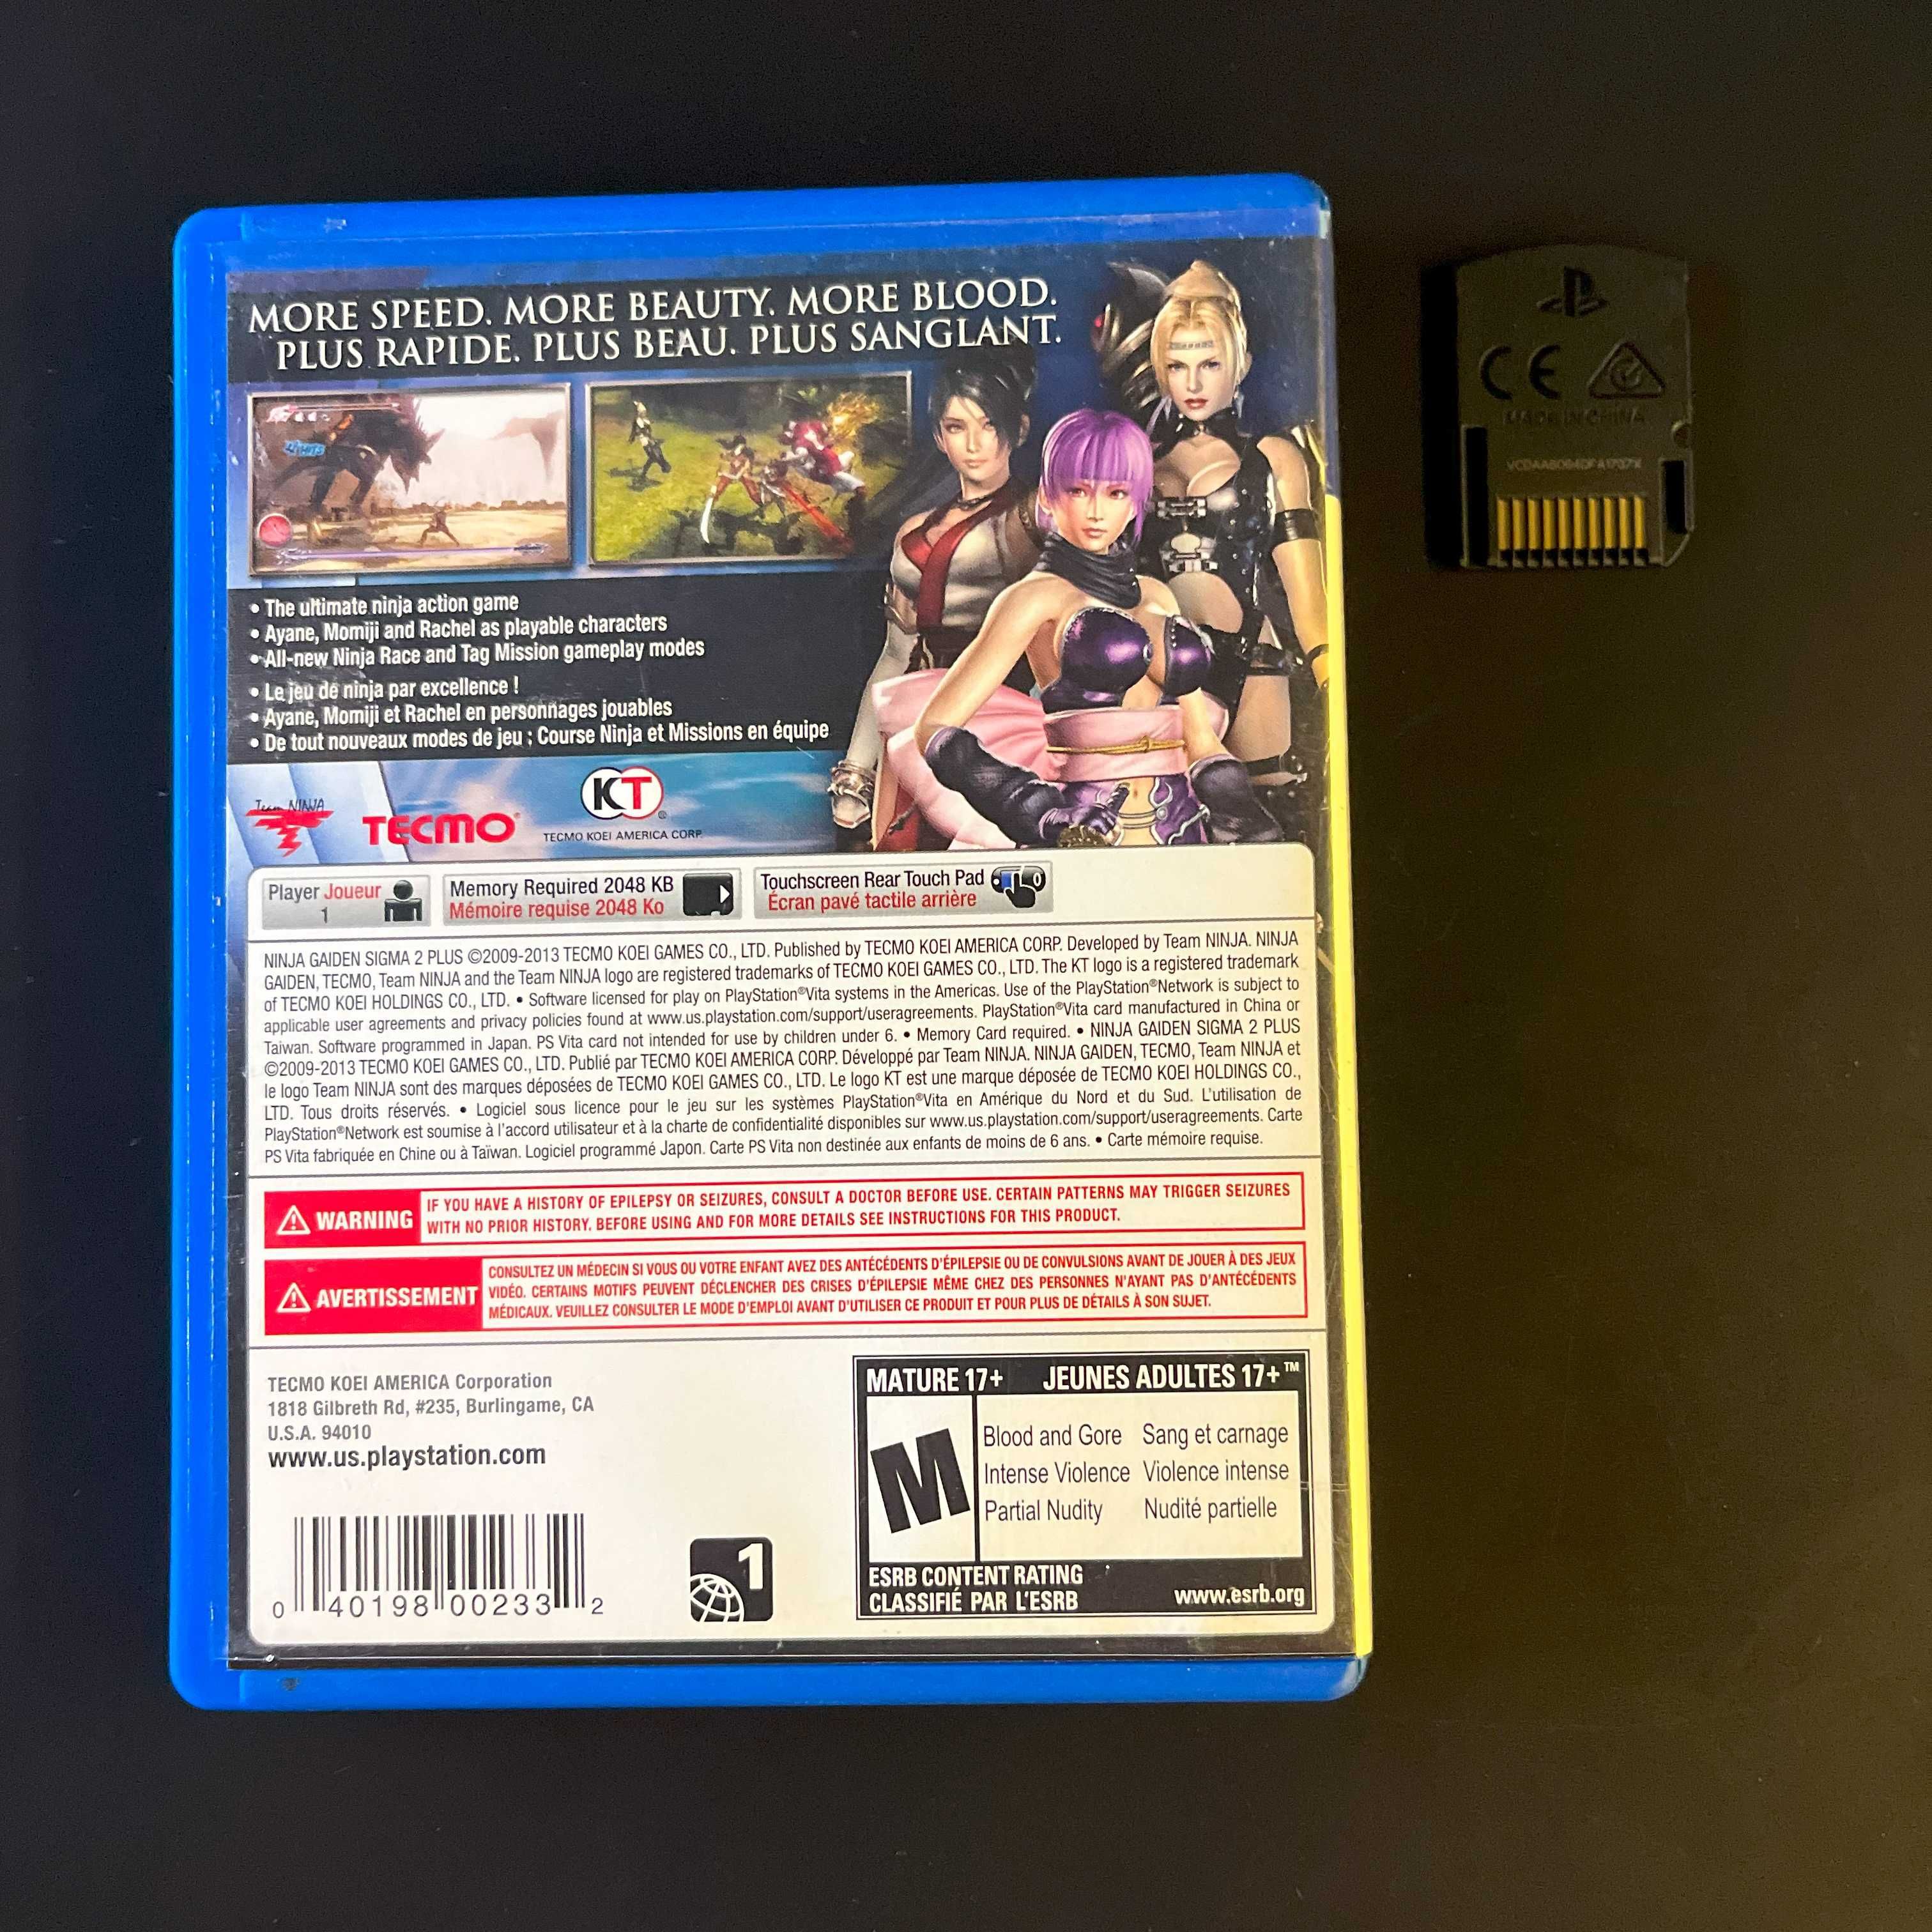 MORE SPEED. MORE BEAUTY. MORE BLOOD.
PLUS RAPIDE. PLUS BEAU. PLUS SANGLANT.
• The ultimate ninja action game
• Ayane, Momiji and Rachel as playable characters
• All-new Ninja Race and Tag Mission gameplay modes
• Le jeu de ninja par excellence !
• Ayane, Momiji et Rachel en personnages jouables
• De tout nouveaux modes de jeu ; Course Ninja et Missions en équipe
Team NINJA
TECMO®
KT®
TECMO KOEI AMERICA CORP.
Player Joueur
1
Memory Required 2048 KB
Mémoire requise 2048 Ko
Touchscreen Rear Touch Pad
Écran pavé tactile arrière
NINJA GAIDEN SIGMA 2 PLUS ©2009-2013 TECMO KOEI GAMES CO., LTD. Published by TECMO KOEI AMERICA CORP. Developed by Team NINJA. NINJA
GAIDEN, TECMO, Team NINJA and the Team NINJA logo are registered trademarks of TECMO KOEI GAMES CO., LTD. The KT logo is a registered trademark
of TECMO KOEI HOLDINGS CO., LTD. • Software licensed for play on PlayStation®Vita systems in the Americas. Use of the PlayStation®Network is subject to
applicable user agreements and privacy policies found at www.us.playstation.com/support/useragreements. PlayStation®Vita card manufactured in China or
Taiwan. Software programmed in Japan. PS Vita card not intended for use by children under 6. • Memory Card required. • NINJA GAIDEN SIGMA 2 PLUS
©2009-2013 TECMO KOEI GAMES CO., LTD. Publié par TECMO KOEI AMERICA CORP. Développé par Team NINJA. NINJA GAIDEN, TECMO, Team NINJA et
le logo Team NINJA sont des marques déposées de TECMO KOEI GAMES CO., LTD. Le logo KT est une marque déposée de TECMO KOEI HOLDINGS CO.,
LTD. Tous droits réservés. • Logiciel sous licence pour le jeu sur les systèmes PlayStation®Vita en Amérique du Nord et du Sud. L'utilisation de
PlayStation®Network est soumise à l'accord utilisateur et à la charte de confidentialité disponibles sur www.us.playstation.com/support/useragreements. Carte
PS Vita fabriquée en Chine ou à Taïwan. Logiciel programmé Japon. Carte PS Vita non destinée aux enfants de moins de 6 ans. • Carte mémoire requise.
WARNING
IF YOU HAVE A HISTORY OF EPILEPSY OR SEIZURES, CONSULT A DOCTOR BEFORE USE. CERTAIN PATTERNS MAY TRIGGER SEIZURES
WITH NO PRIOR HISTORY. BEFORE USING AND FOR MORE DETAILS SEE INSTRUCTIONS FOR THIS PRODUCT.
AVERTISSEMENT
CONSULTEZ UN MÉDECIN SI VOUS OU VOTRE ENFANT AVEZ DES ANTÉCÉDENTS D'ÉPILEPSIE OU DE CONVULSIONS AVANT DE JOUER À DES JEUX
VIDÉO. CERTAINS MOTIFS PEUVENT DÉCLENCHER DES CRISES D'ÉPILEPSIE MÊME CHEZ DES PERSONNES N'AYANT PAS D'ANTÉCÉDENTS
MÉDICAUX. VEUILLEZ CONSULTER LE MODE D'EMPLOI AVANT D'UTILISER CE PRODUIT ET POUR PLUS DE DÉTAILS À SON SUJET.
TECMO KOEI AMERICA Corporation
1818 Gilbreth Rd, #235, Burlingame, CA
U.S.A. 94010
www.us.playstation.com
0 40198 00233 2
1
MATURE 17+ JEUNES ADULTES 17+™
M
Blood and Gore Sang et carnage
Intense Violence Violence intense
Partial Nudity Nudité partielle
ESRB CONTENT RATING
CLASSIFIÉ PAR L'ESRB www.esrb.org
CE
MADE IN CHINA